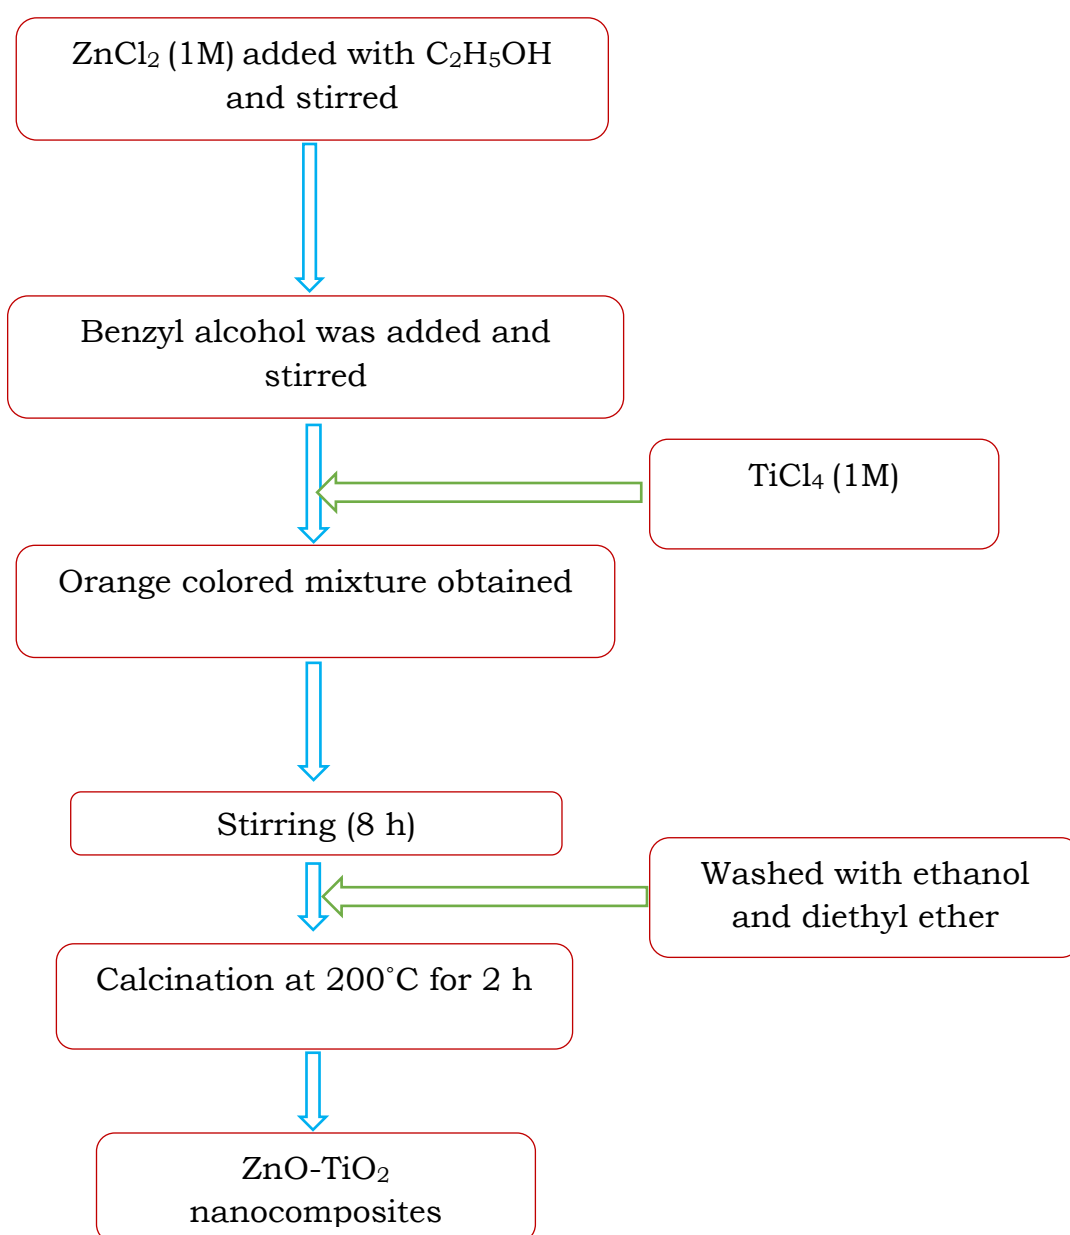 ZnCl₂ (1M) added with C₂H₅OH
and stirred
Benzyl alcohol was added and
stirred
TiCl₄ (1M)
Orange colored mixture obtained
Stirring (8 h)
Washed with ethanol
and diethyl ether
Calcination at 200˚C for 2 h
ZnO-TiO₂
nanocomposites